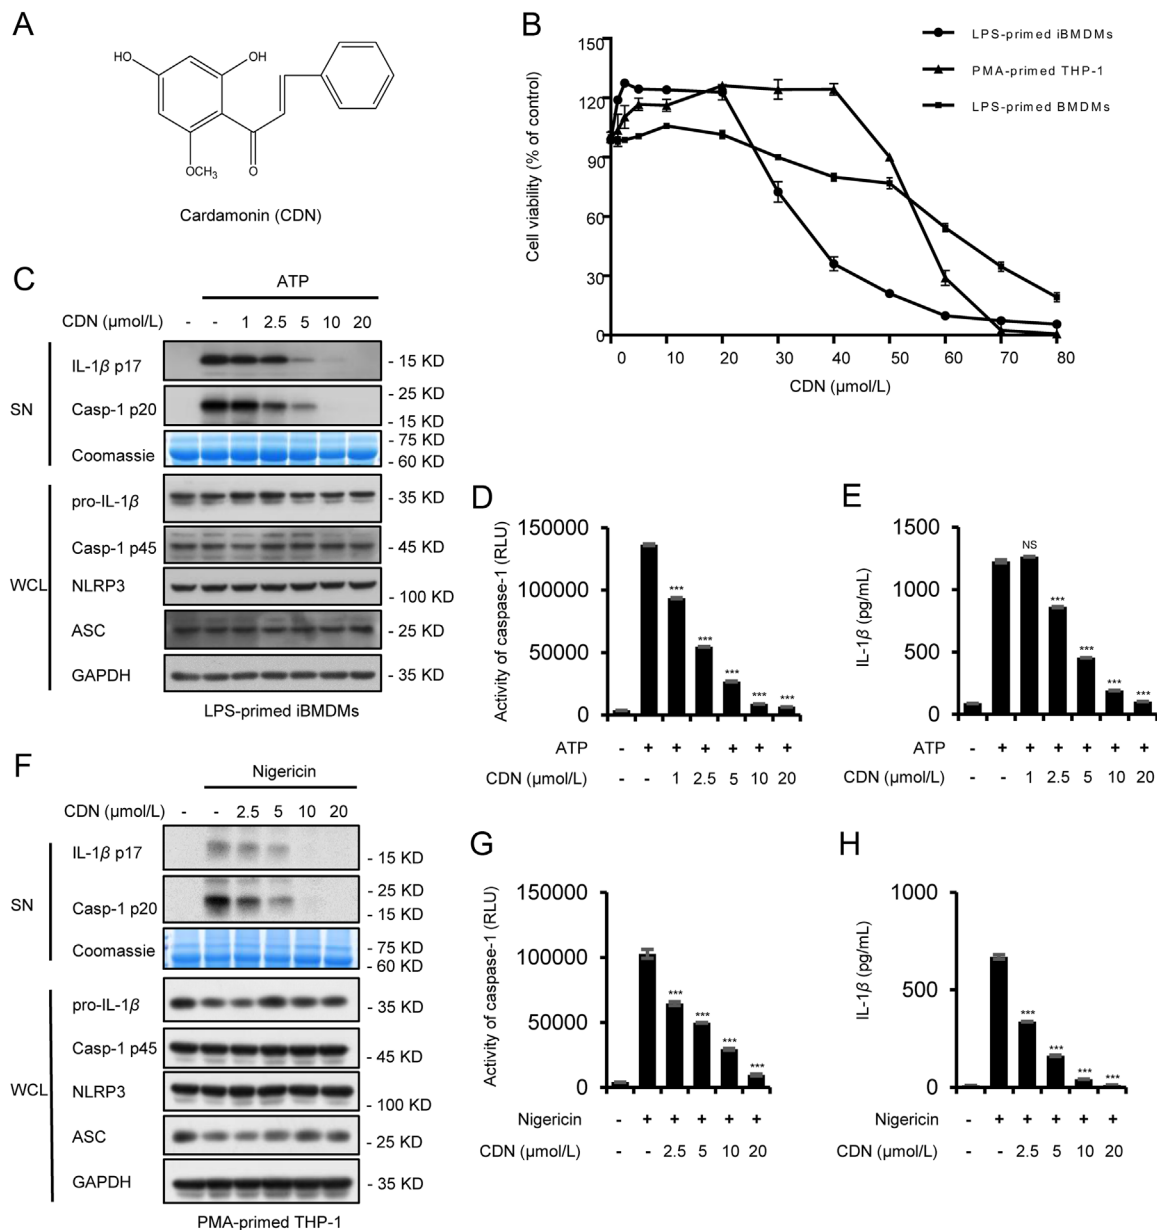 A
HO
OH
OCH3
O
Cardamonin (CDN)
B
LPS-primed iBMDMs
PMA-primed THP-1
LPS-primed BMDMs
Cell viability (% of control)
150
120
90
60
30
0
0 10 20 30 40 50 60 70 80
CDN (μmol/L)
C
ATP
CDN (μmol/L) - - 1 2.5 5 10 20
SN
IL-1β p17 - 15 KD
Casp-1 p20 - 25 KD
- 15 KD
Coomassie - 75 KD
- 60 KD
WCL
pro-IL-1β - 35 KD
Casp-1 p45 - 45 KD
NLRP3 - 100 KD
ASC - 25 KD
GAPDH - 35 KD
LPS-primed iBMDMs
D
Activity of caspase-1 (RLU)
150000
100000
50000
0
*** *** *** *** ***
ATP - + + + + + +
CDN (μmol/L) - - 1 2.5 5 10 20
E
IL-1β (pg/mL)
1500
1000
500
0
NS *** *** *** ***
ATP - + + + + + +
CDN (μmol/L) - - 1 2.5 5 10 20
F
Nigericin
CDN (μmol/L) - - 2.5 5 10 20
SN
IL-1β p17 - 15 KD
Casp-1 p20 - 25 KD
- 15 KD
Coomassie - 75 KD
- 60 KD
WCL
pro-IL-1β - 35 KD
Casp-1 p45 - 45 KD
NLRP3 - 100 KD
ASC - 25 KD
GAPDH - 35 KD
PMA-primed THP-1
G
Activity of caspase-1 (RLU)
150000
100000
50000
0
*** *** *** ***
Nigericin - + + + + +
CDN (μmol/L) - - 2.5 5 10 20
H
IL-1β (pg/mL)
1000
500
0
*** *** *** ***
Nigericin - + + + + +
CDN (μmol/L) - - 2.5 5 10 20